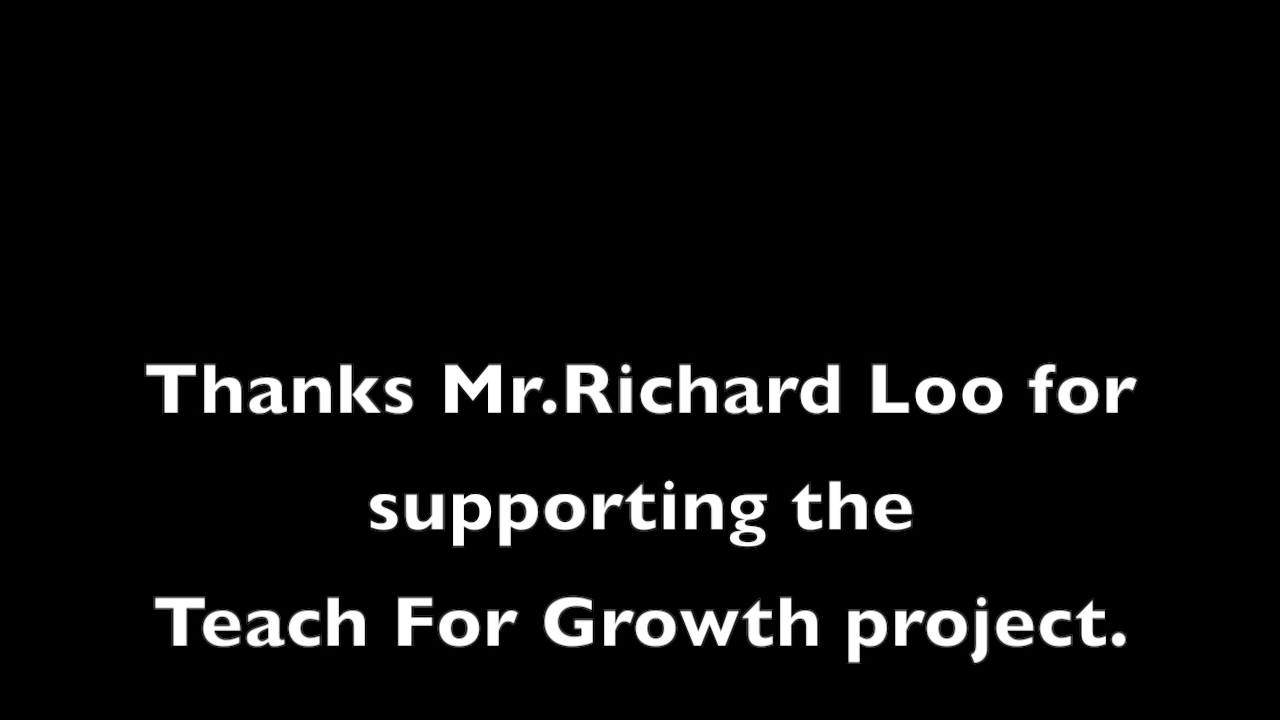 Thanks Mr.Richard Loo for
supporting the
Teach For Growth project.